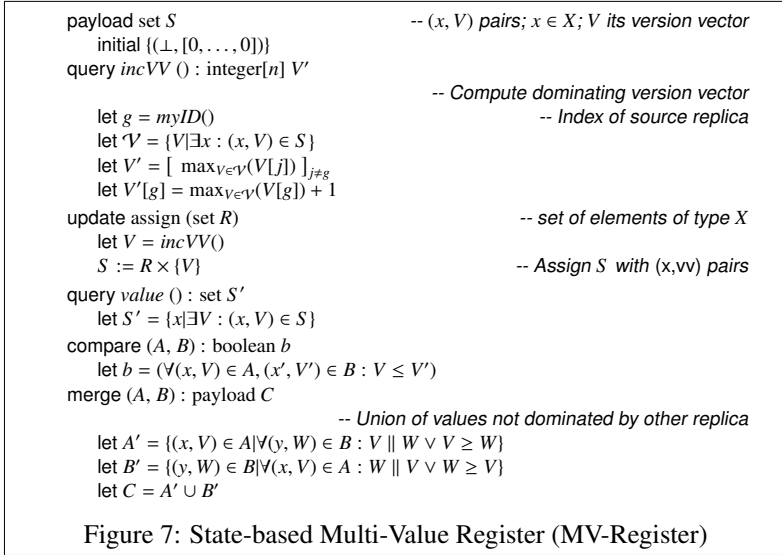 payload set S -- (x, V) pairs; x ∈ X; V its version vector
initial {(⊥, [0, . . . , 0])}
query incVV () : integer[n] V′
-- Compute dominating version vector
let g = myID() -- Index of source replica
let 𝒱 = {V|∃x : (x, V) ∈ S}
let V′ = [ max_{V∈𝒱}(V[j]) ]_{j≠g}
let V′[g] = max_{V∈𝒱}(V[g]) + 1
update assign (set R) -- set of elements of type X
let V = incVV()
S := R × {V} -- Assign S with (x,vv) pairs
query value () : set S′
let S′ = {x|∃V : (x, V) ∈ S}
compare (A, B) : boolean b
let b = (∀(x, V) ∈ A, (x′, V′) ∈ B : V ≤ V′)
merge (A, B) : payload C
-- Union of values not dominated by other replica
let A′ = {(x, V) ∈ A|∀(y, W) ∈ B : V ∥ W ∨ V ≥ W}
let B′ = {(y, W) ∈ B|∀(x, V) ∈ A : W ∥ V ∨ W ≥ V}
let C = A′ ∪ B′
Figure 7: State-based Multi-Value Register (MV-Register)